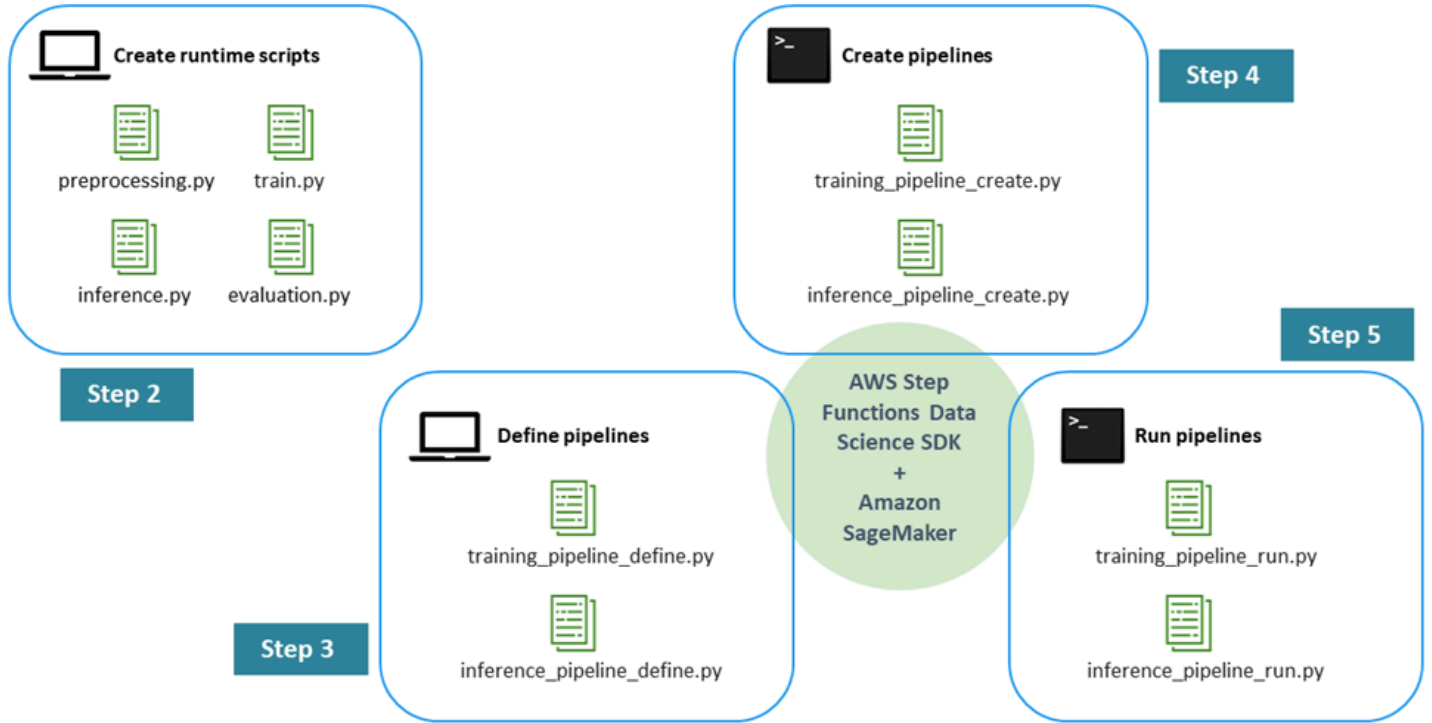 Create runtime scripts
preprocessing.py
train.py
inference.py
evaluation.py
Step 2
Define pipelines
training_pipeline_define.py
inference_pipeline_define.py
Step 3
>_
Create pipelines
training_pipeline_create.py
inference_pipeline_create.py
Step 4
AWS Step
Functions Data
Science SDK
+
Amazon
SageMaker
Step 5
>_
Run pipelines
training_pipeline_run.py
inference_pipeline_run.py